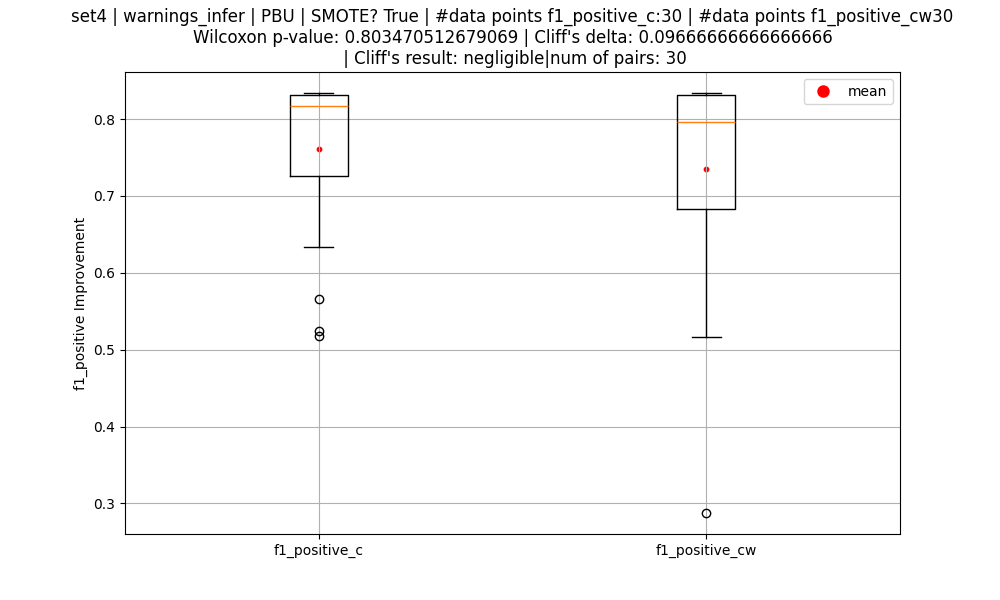 set4 | warnings_infer | PBU | SMOTE? True | #data points f1_positive_c:30 | #data points f1_positive_cw30
Wilcoxon p-value: 0.803470512679069 | Cliff's delta: 0.09666666666666666
| Cliff's result: negligible|num of pairs: 30
mean
f1_positive Improvement
0.8
0.7
0.6
0.5
0.4
0.3
f1_positive_c
f1_positive_cw